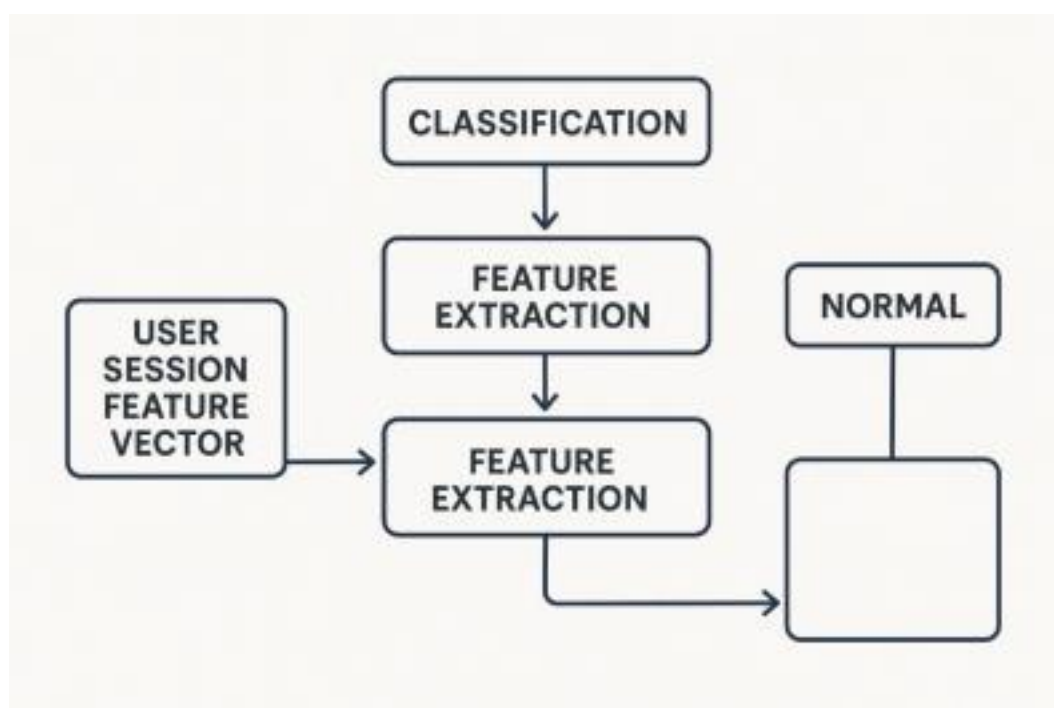 CLASSIFICATION
FEATURE
EXTRACTION
NORMAL
USER
SESSION
FEATURE
VECTOR
FEATURE
EXTRACTION